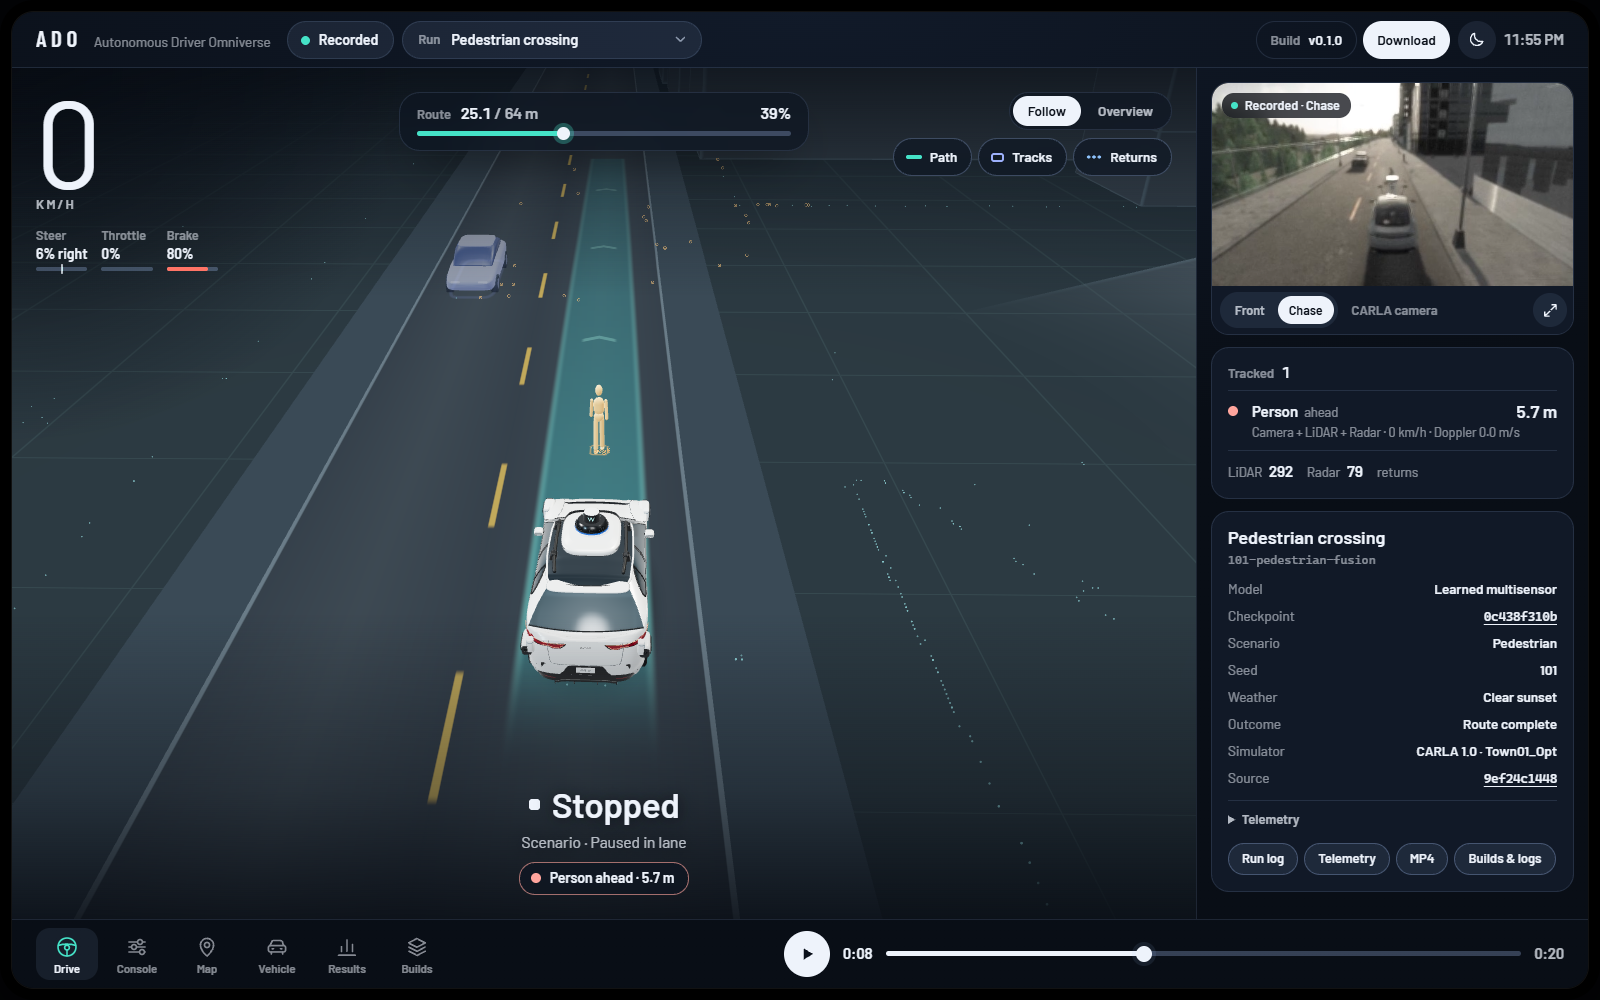 ADO Autonomous Driver Omniverse Recorded Run Pedestrian crossing Build v0.1.0 Download 11:55 PM
0
KM/H
Steer Throttle Brake
6% right 0% 80%
Route 25.1 / 64 m 39%
Follow Overview
Path Tracks Returns
Stopped
Scenario · Paused in lane
Person ahead · 5.7 m
Recorded · Chase
Front Chase CARLA camera
Tracked 1
Person ahead 5.7 m
Camera + LiDAR + Radar · 0 km/h · Doppler 0.0 m/s
LiDAR 292 Radar 79 returns
Pedestrian crossing
101-pedestrian-fusion
Model Learned multisensor
Checkpoint 0c438f310b
Scenario Pedestrian
Seed 101
Weather Clear sunset
Outcome Route complete
Simulator CARLA 1.0 · Town01_Opt
Source 9ef24c1448
Telemetry
Run log Telemetry MP4 Builds & logs
Drive Console Map Vehicle Results Builds
0:08 0:20